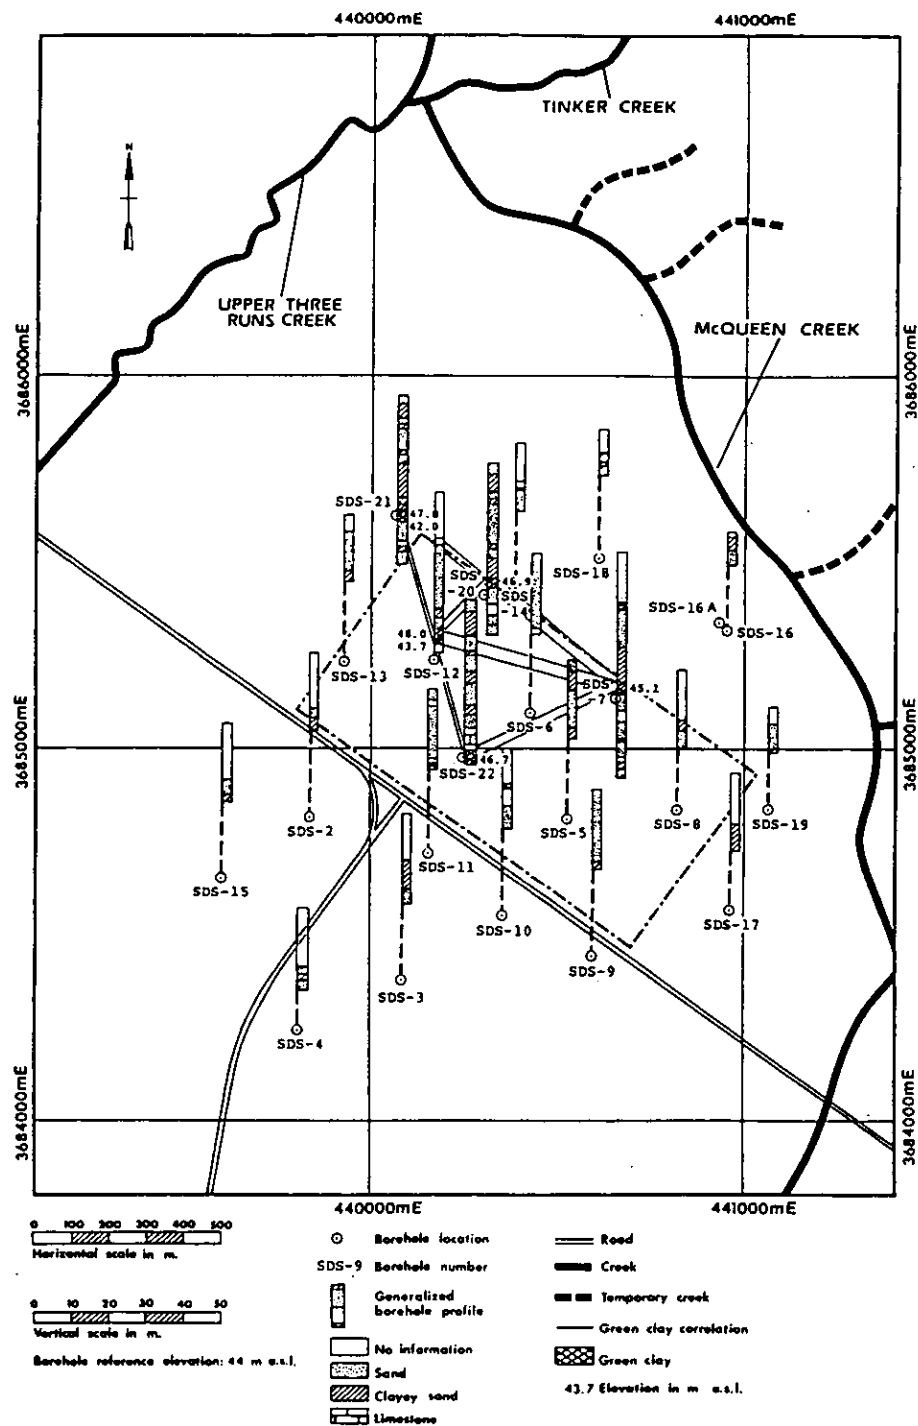 440000mE
441000mE
TINKER CREEK
N
UPPER THREE
RUNS CREEK
McQUEEN CREEK
3686000mE
3686000mE
SDS-21
47.8
42.0
SDS
-20
46.9
SDS
-14
SDS-18
SDS-16A
SDS-16
48.0
43.7
SDS-13
SDS-12
SDS
-7
45.2
SDS-6
3685000mE
3685000mE
46.7
SDS-22
SDS-2
SDS-11
SDS-5
SDS-8
SDS-19
SDS-15
SDS-10
SDS-17
SDS-9
SDS-3
SDS-4
3684000mE
3684000mE
440000mE
441000mE
0 100 200 300 400 500
Horizontal scale in m.
0 10 20 30 40 50
Vertical scale in m.
Borehole reference elevation: 44 m a.s.l.
Borehole location
SDS-9 Borehole number
Generalized
borehole profile
No information
Sand
Clayey sand
Limestone
Road
Creek
Temporary creek
Green clay correlation
Green clay
43.7 Elevation in m a.s.l.